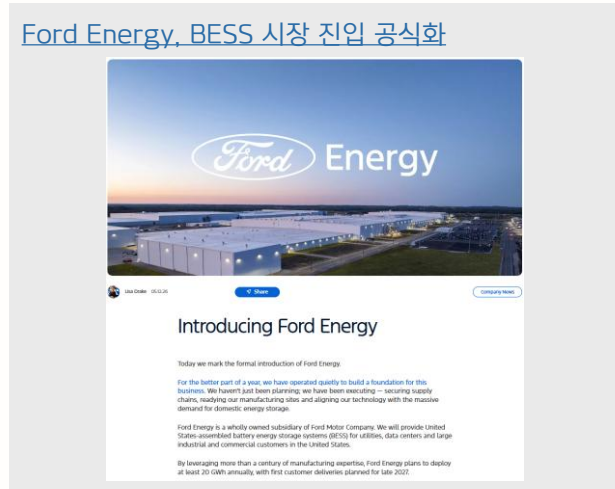 Ford Energy, BESS 시장 진입 공식화
Ford Energy
Lisa Drake 05.12.26
Share
Company News
Introducing Ford Energy
Today we mark the formal introduction of Ford Energy.
For the better part of a year, we have operated quietly to build a foundation for this
business. We haven't just been planning; we have been executing — securing supply
chains, readying our manufacturing sites and aligning our technology with the massive
demand for domestic energy storage.
Ford Energy is a wholly owned subsidiary of Ford Motor Company. We will provide United
States-assembled battery energy storage systems (BESS) for utilities, data centers and large
industrial and commercial customers in the United States.
By leveraging more than a century of manufacturing expertise, Ford Energy plans to deploy
at least 20 GWh annually, with first customer deliveries planned for late 2027.